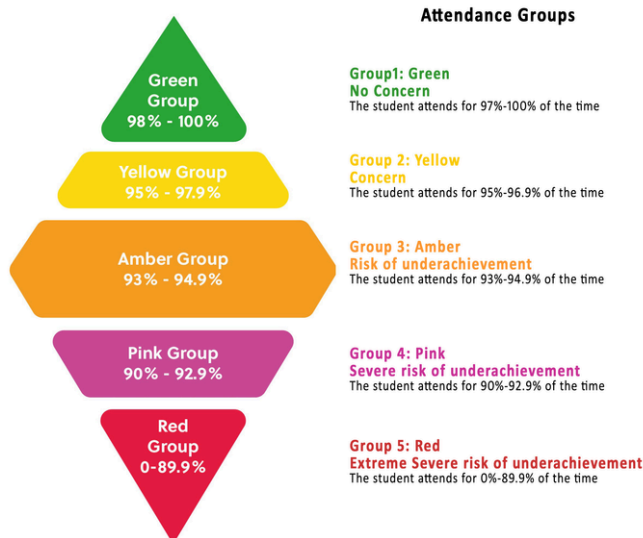 Attendance Groups
Green
Group
98% - 100%
Group1: Green
No Concern
The student attends for 97%-100% of the time
Yellow Group
95% - 97.9%
Group 2: Yellow
Concern
The student attends for 95%-96.9% of the time
Amber Group
93% - 94.9%
Group 3: Amber
Risk of underachievement
The student attends for 93%-94.9% of the time
Pink Group
90% - 92.9%
Group 4: Pink
Severe risk of underachievement
The student attends for 90%-92.9% of the time
Red
Group
0-89.9%
Group 5: Red
Extreme Severe risk of underachievement
The student attends for 0%-89.9% of the time